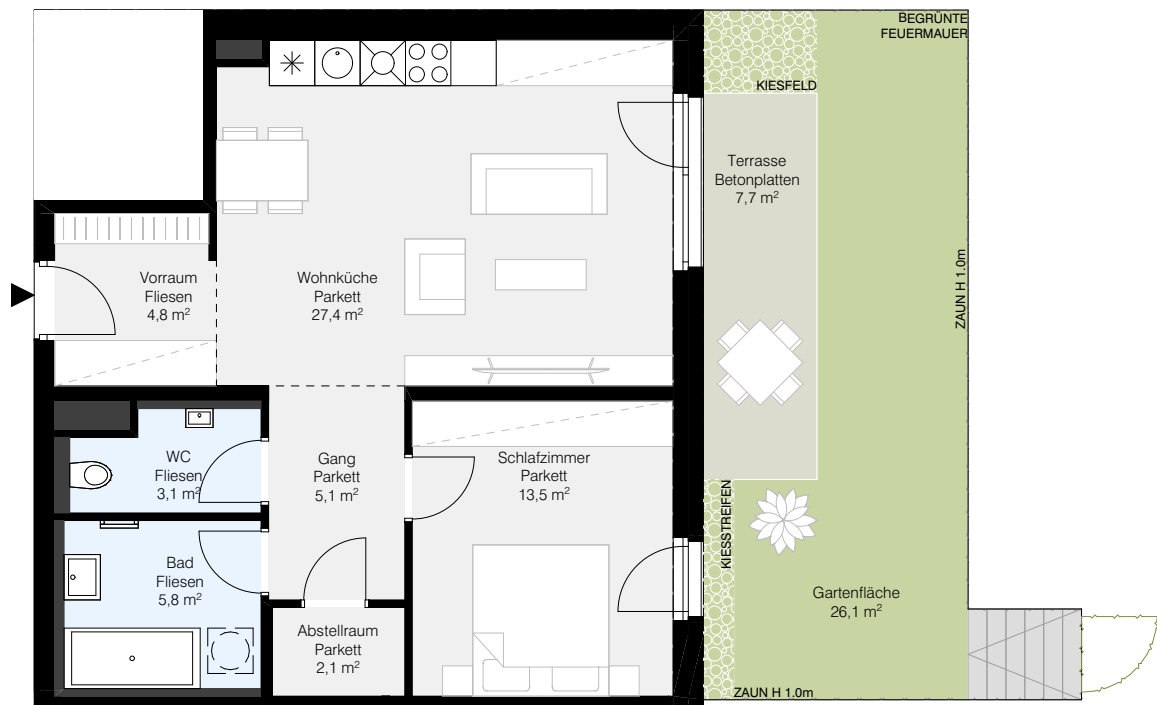 BEGRÜNTE
FEUERMAUER
KIESFELD
Terrasse
Betonplatten
7,7 m²
ZAUN H 1.0m
Vorraum
Fliesen
4,8 m²
Wohnküche
Parkett
27,4 m²
WC
Fliesen
3,1 m²
Gang
Parkett
5,1 m²
Schlafzimmer
Parkett
13,5 m²
KIESSTREIFEN
Bad
Fliesen
5,8 m²
Gartenfläche
26,1 m²
Abstellraum
Parkett
2,1 m²
ZAUN H 1.0m